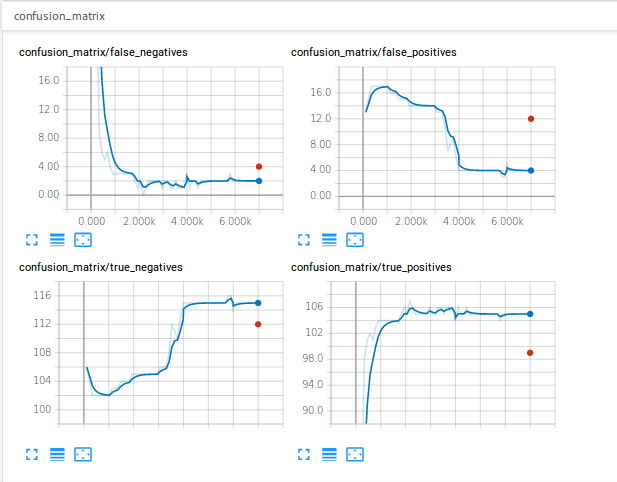 confusion_matrix
confusion_matrix/false_negatives
confusion_matrix/false_positives
16.0
12.0
8.00
4.00
0.00
0.000 2.000k 4.000k 6.000k
16.0
12.0
8.00
4.00
0.00
0.000 2.000k 4.000k 6.000k
confusion_matrix/true_negatives
confusion_matrix/true_positives
116
112
108
104
100
106
102
98.0
94.0
90.0